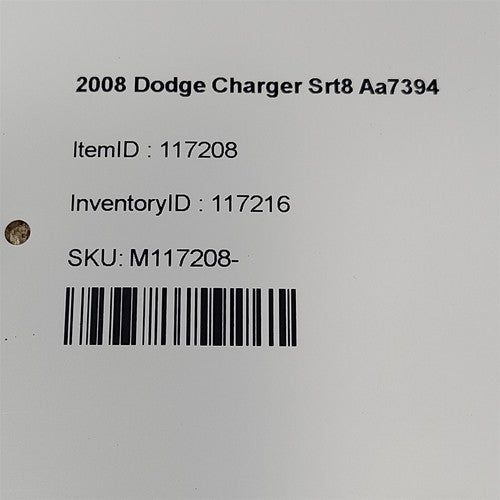 2008 Dodge Charger Srt8 Aa7394
ItemID : 117208
InventoryID : 117216
SKU: M117208-